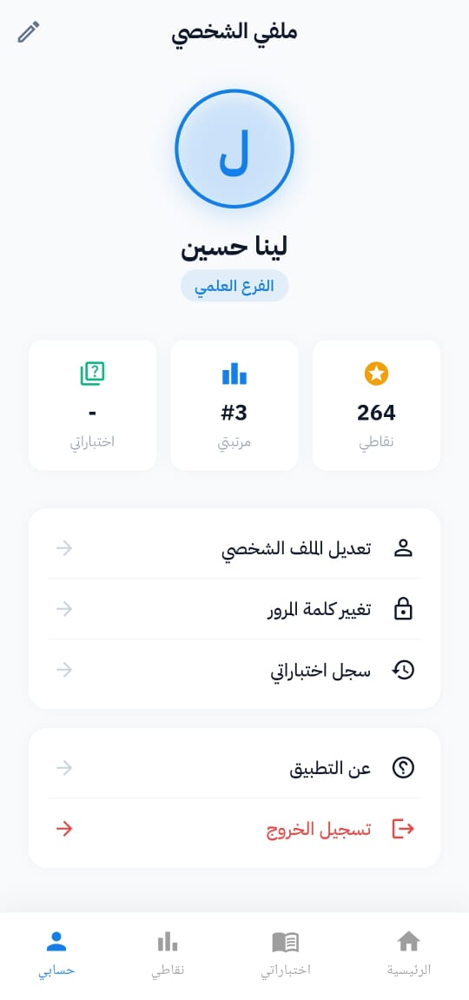 ملفي الشخصي
ل
لينا حسين
الفرع العلمي
264
نقاطي
#3
مرتبتي
-
اختباراتي
تعديل الملف الشخصي
تغيير كلمة المرور
سجل اختباراتي
عن التطبيق
تسجيل الخروج
الرئيسية
اختباراتي
نقاطي
حسابي